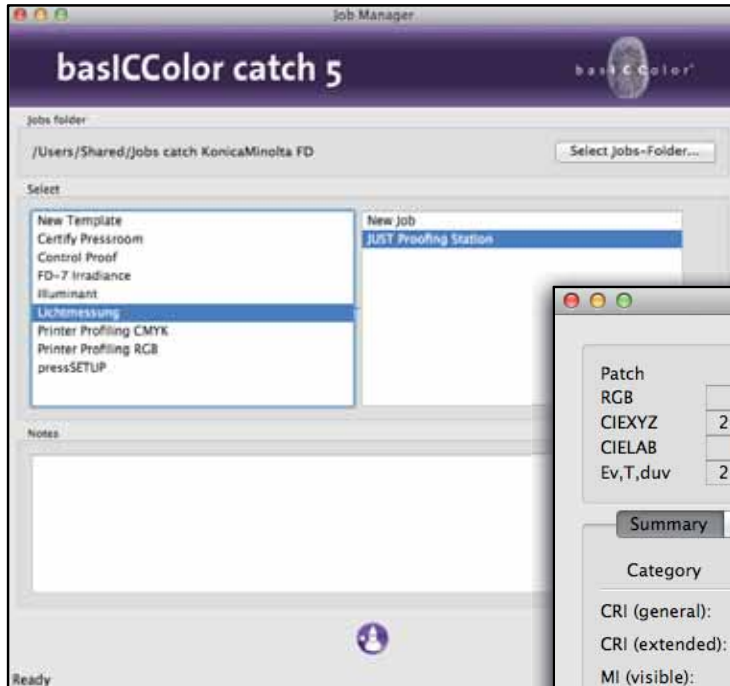 Job Manager
basICColor catch 5
basICColor
Jobs folder
/Users/Shared/Jobs catch KonicaMinolta FD
Select Jobs-Folder...
Select
New Template
Certify Pressroom
Control Proof
FD-7 Irradiance
Illuminant
Lichtmessung
Printer Profiling CMYK
Printer Profiling RGB
pressSETUP
New Job
JUST Proofing Station
Notes
Ready
Patch
RGB
CIEXYZ 2
CIELAB
Ev,T,duv 2
Summary
Category
CRI (general):
CRI (extended):
MI (visible):